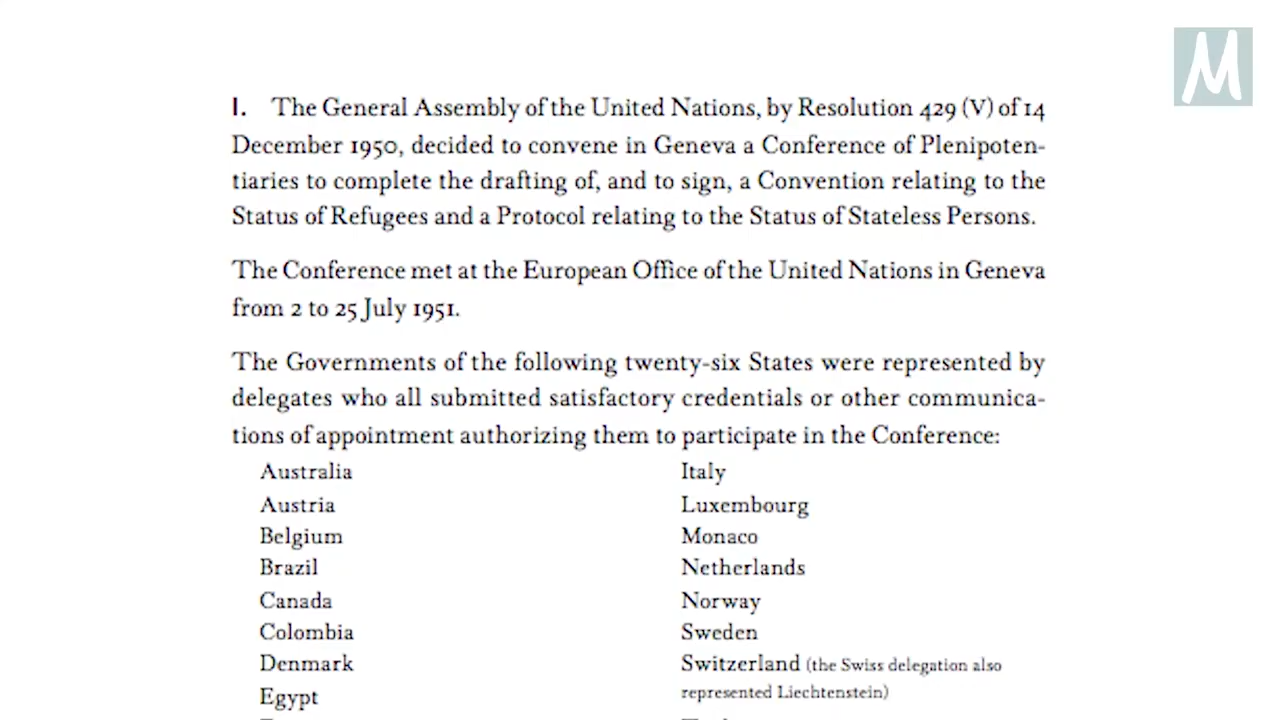 M
I. The General Assembly of the United Nations, by Resolution 429 (V) of 14
December 1950, decided to convene in Geneva a Conference of Plenipoten-
tiaries to complete the drafting of, and to sign, a Convention relating to the
Status of Refugees and a Protocol relating to the Status of Stateless Persons.
The Conference met at the European Office of the United Nations in Geneva
from 2 to 25 July 1951.
The Governments of the following twenty-six States were represented by
delegates who all submitted satisfactory credentials or other communica-
tions of appointment authorizing them to participate in the Conference:
Australia
Austria
Belgium
Brazil
Canada
Colombia
Denmark
Egypt
Italy
Luxembourg
Monaco
Netherlands
Norway
Sweden
Switzerland (the Swiss delegation also
represented Liechtenstein)